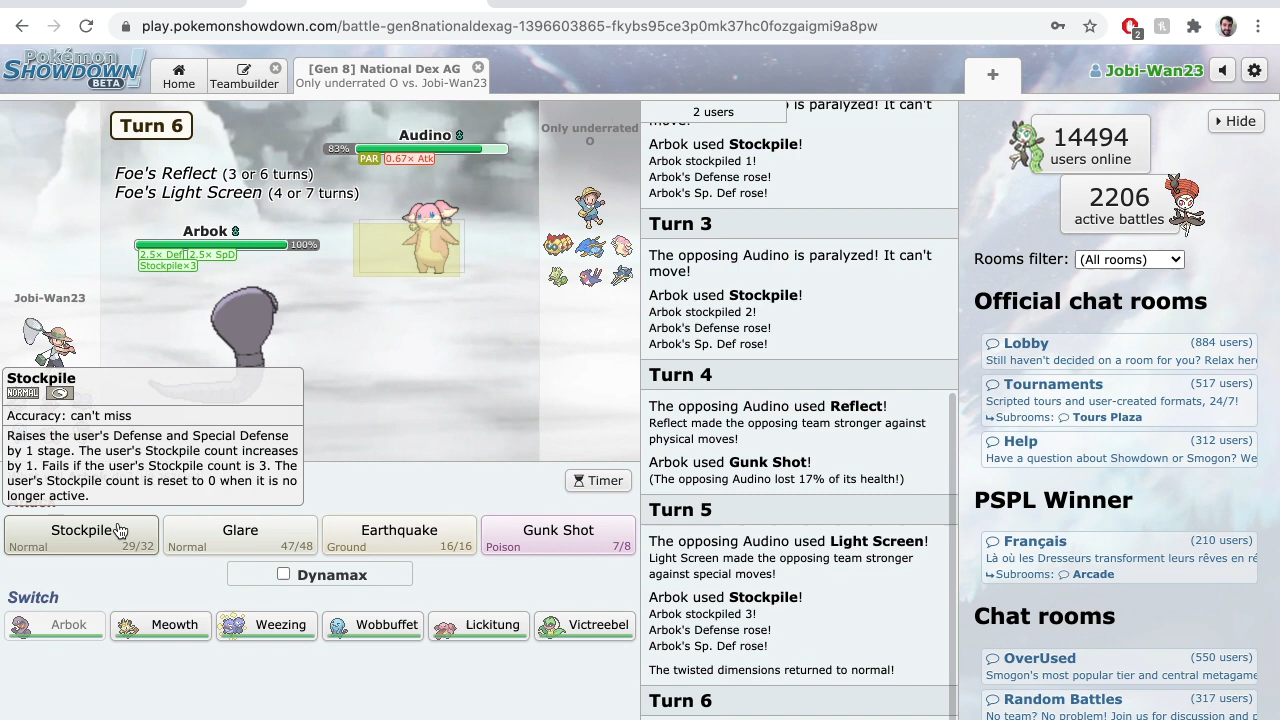 play.pokemonshowdown.com/battle-gen8nationaldexag-1396603865-fkybs95ce3p0mk37hc0fozgaigmi9a8pw
2
Pokémon
SHOWDOWN!
BETA
Home
Teambuilder
[Gen 8] National Dex AG
Only underrated O vs. Jobi-Wan23
+
Jobi-Wan23
Turn 6
Audino
83%
PAR 0.67× Atk
Foe's Reflect (3 or 6 turns)
Foe's Light Screen (4 or 7 turns)
Arbok
100%
2.5× Def 2.5× SpD
Stockpile×3
Only underrated
O
Jobi-Wan23
Stockpile
NORMAL
Accuracy: can't miss
Raises the user's Defense and Special Defense
by 1 stage. The user's Stockpile count increases
by 1. Fails if the user's Stockpile count is 3. The
user's Stockpile count is reset to 0 when it is no
longer active.
Timer
Stockpile
Normal 29/32
Glare
Normal 47/48
Earthquake
Ground 16/16
Gunk Shot
Poison 7/8
Dynamax
Switch
Arbok
Meowth
Weezing
Wobbuffet
Lickitung
Victreebel
2 users
is paralyzed! It can't
move!
Arbok used Stockpile!
Arbok stockpiled 1!
Arbok's Defense rose!
Arbok's Sp. Def rose!
Turn 3
The opposing Audino is paralyzed! It can't
move!
Arbok used Stockpile!
Arbok stockpiled 2!
Arbok's Defense rose!
Arbok's Sp. Def rose!
Turn 4
The opposing Audino used Reflect!
Reflect made the opposing team stronger against
physical moves!
Arbok used Gunk Shot!
(The opposing Audino lost 17% of its health!)
Turn 5
The opposing Audino used Light Screen!
Light Screen made the opposing team stronger
against special moves!
Arbok used Stockpile!
Arbok stockpiled 3!
Arbok's Defense rose!
Arbok's Sp. Def rose!
The twisted dimensions returned to normal!
Turn 6
Hide
14494
users online
2206
active battles
Rooms filter: (All rooms)
Official chat rooms
Lobby (884 users)
Still haven't decided on a room for you? Relax here
Tournaments (517 users)
Scripted tours and user-created formats, 24/7!
Subrooms: Tours Plaza
Help (312 users)
Have a question about Showdown or Smogon? We
PSPL Winner
Français (210 users)
Là où les Dresseurs transforment leurs rêves en ré
Subrooms: Arcade
Chat rooms
OverUsed (550 users)
Smogon's most popular tier and central metagame
Random Battles (317 users)
No team? No problem! Join us for discussion and p